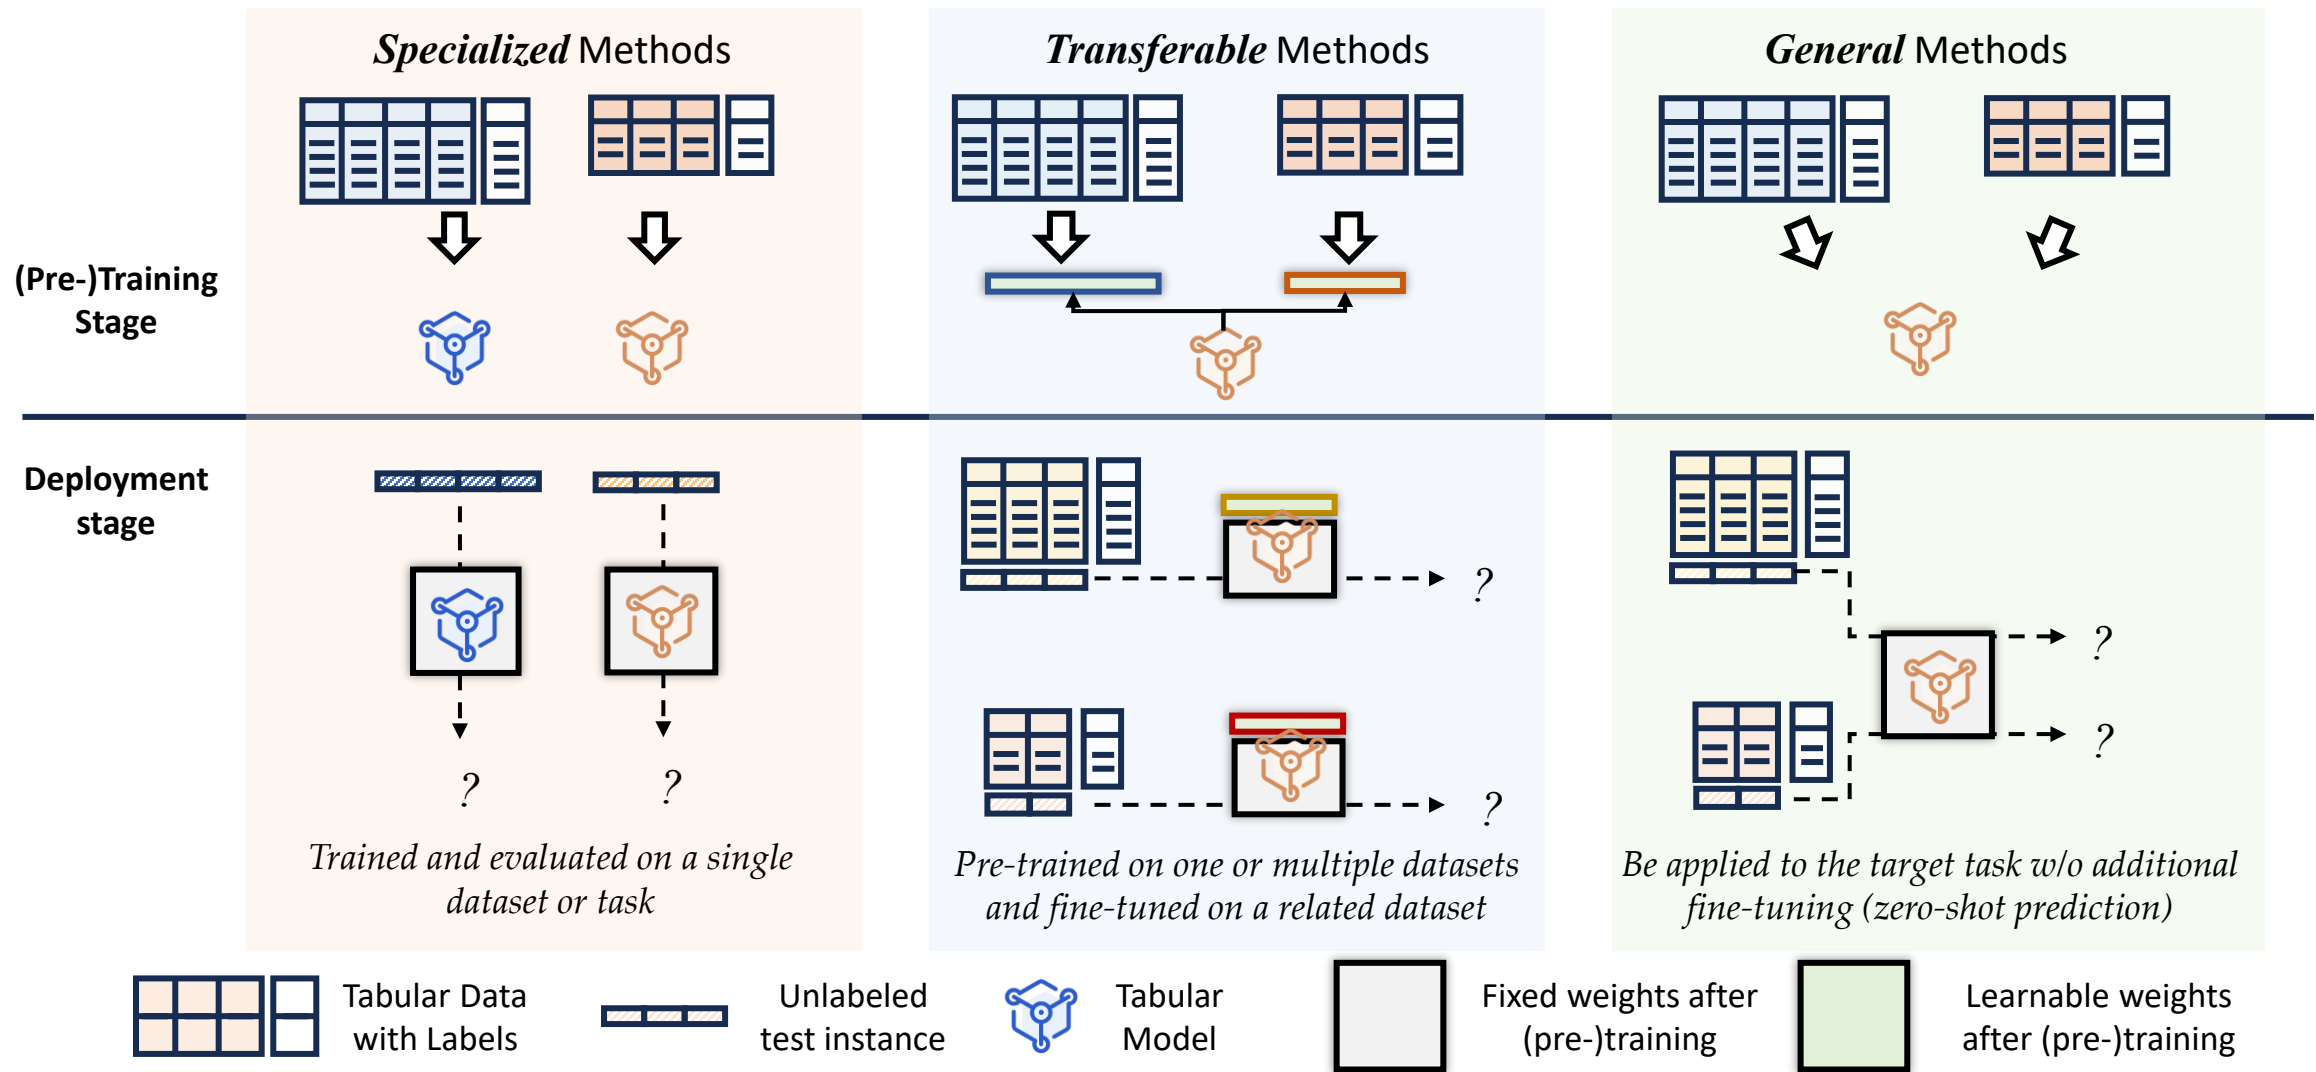 Specialized Methods
Transferable Methods
General Methods
(Pre-)Training
Stage
Deployment
stage
?
?
?
?
?
?
Trained and evaluated on a single
dataset or task
Pre-trained on one or multiple datasets
and fine-tuned on a related dataset
Be applied to the target task w/o additional
fine-tuning (zero-shot prediction)
Tabular Data
with Labels
Unlabeled
test instance
Tabular
Model
Fixed weights after
(pre-)training
Learnable weights
after (pre-)training